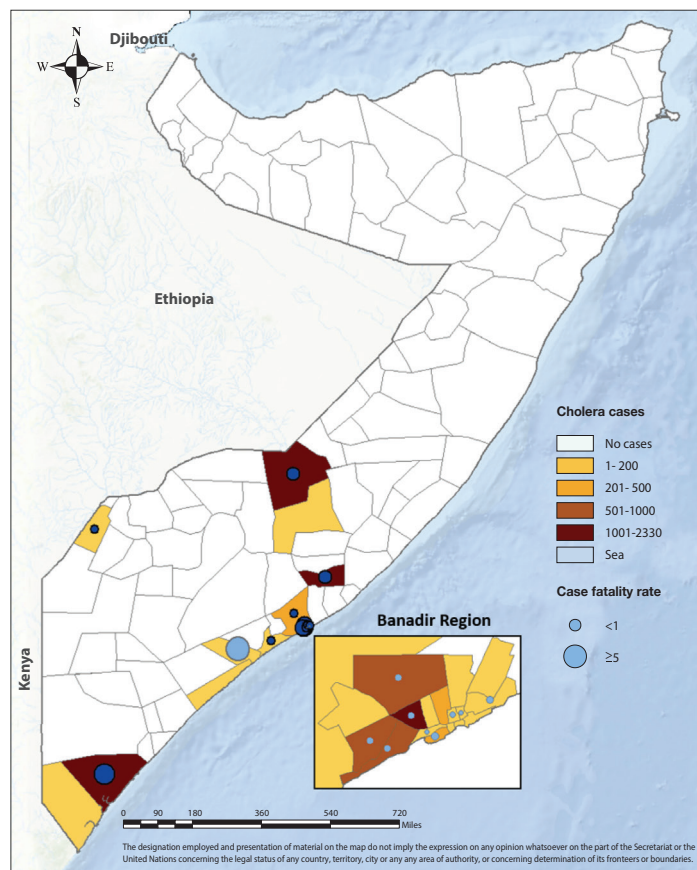 Djibouti
N
W
E
S
Ethiopia
Cholera cases
No cases
1- 200
201- 500
501-1000
1001-2330
Sea
Case fatality rate
<1
≥5
Banadir Region
Kenya
0 90 180 360 540 720
Miles
The designation employed and presentation of material on the map do not imply the expression on any opinion whatsoever on the part of the Secretariat or the
United Nations concerning the legal status of any country, territory, city or any any area of authority, or concerning determination of its fronteers or boundaries.